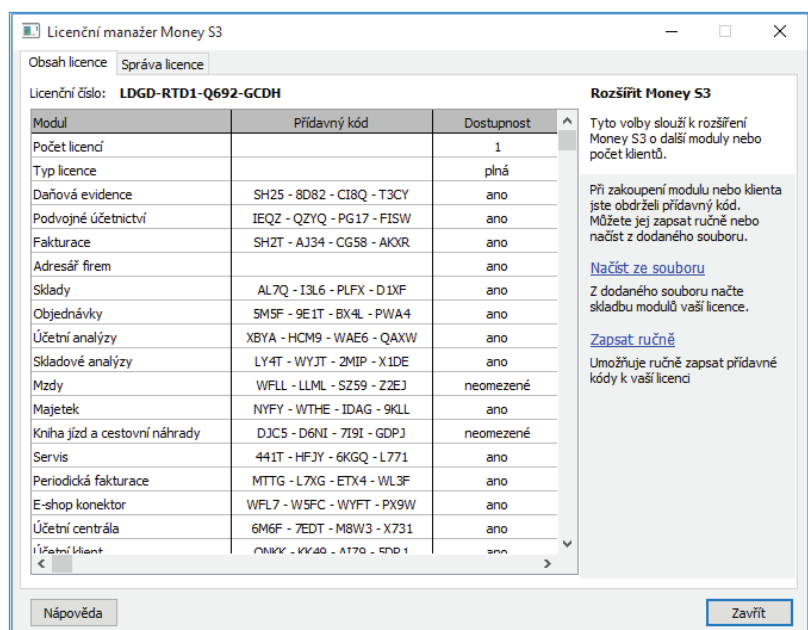 Licenční manažer Money S3
Obsah licence Správa licence
Licenční číslo: LDGD-RTD1-Q692-GCDH
Modul Přídavný kód Dostupnost
Počet licencí 1
Typ licence plná
Daňová evidence SH25 - 8D82 - CI8Q - T3CY ano
Podvojné účetnictví IEQZ - QZYQ - PG17 - FISW ano
Fakturace SH2T - AJ34 - CG58 - AKXR ano
Adresář firem ano
Sklady AL7Q - I3L6 - PLFX - D1XF ano
Objednávky 5M5F - 9E1T - BX4L - PWA4 ano
Účetní analýzy XBYA - HCM9 - WAE6 - QAXW ano
Skladové analýzy LY4T - WYJT - 2MIP - X1DE ano
Mzdy WFLL - LLML - SZ59 - Z2EJ neomezené
Majetek NYFY - WTHE - IDAG - 9KLL ano
Kniha jízd a cestovní náhrady DJC5 - D6NI - 7I9I - GDPJ neomezené
Servis 441T - HFJY - 6KGQ - L771 ano
Periodická fakturace MTTG - L7XG - ETX4 - WL3F ano
E-shop konektor WFL7 - W5FC - WYFT - PX9W ano
Účetní centrála 6M6F - 7EDT - M8W3 - X731 ano
Účetní klient QNKK - KK49 - AIZ9 - 5DPJ ano
Rozšířit Money S3
Tyto volby slouží k rozšíření
Money S3 o další moduly nebo
počet klientů.
Při zakoupení modulu nebo klienta
jste obdrželi přídavný kód.
Můžete jej zapsat ručně nebo
načíst z dodaného souboru.
Načíst ze souboru
Z dodaného souboru načte
skladbu modulů vaší licence.
Zapsat ručně
Umožňuje ručně zapsat přídavné
kódy k vaší licenci
Nápověda Zavřít